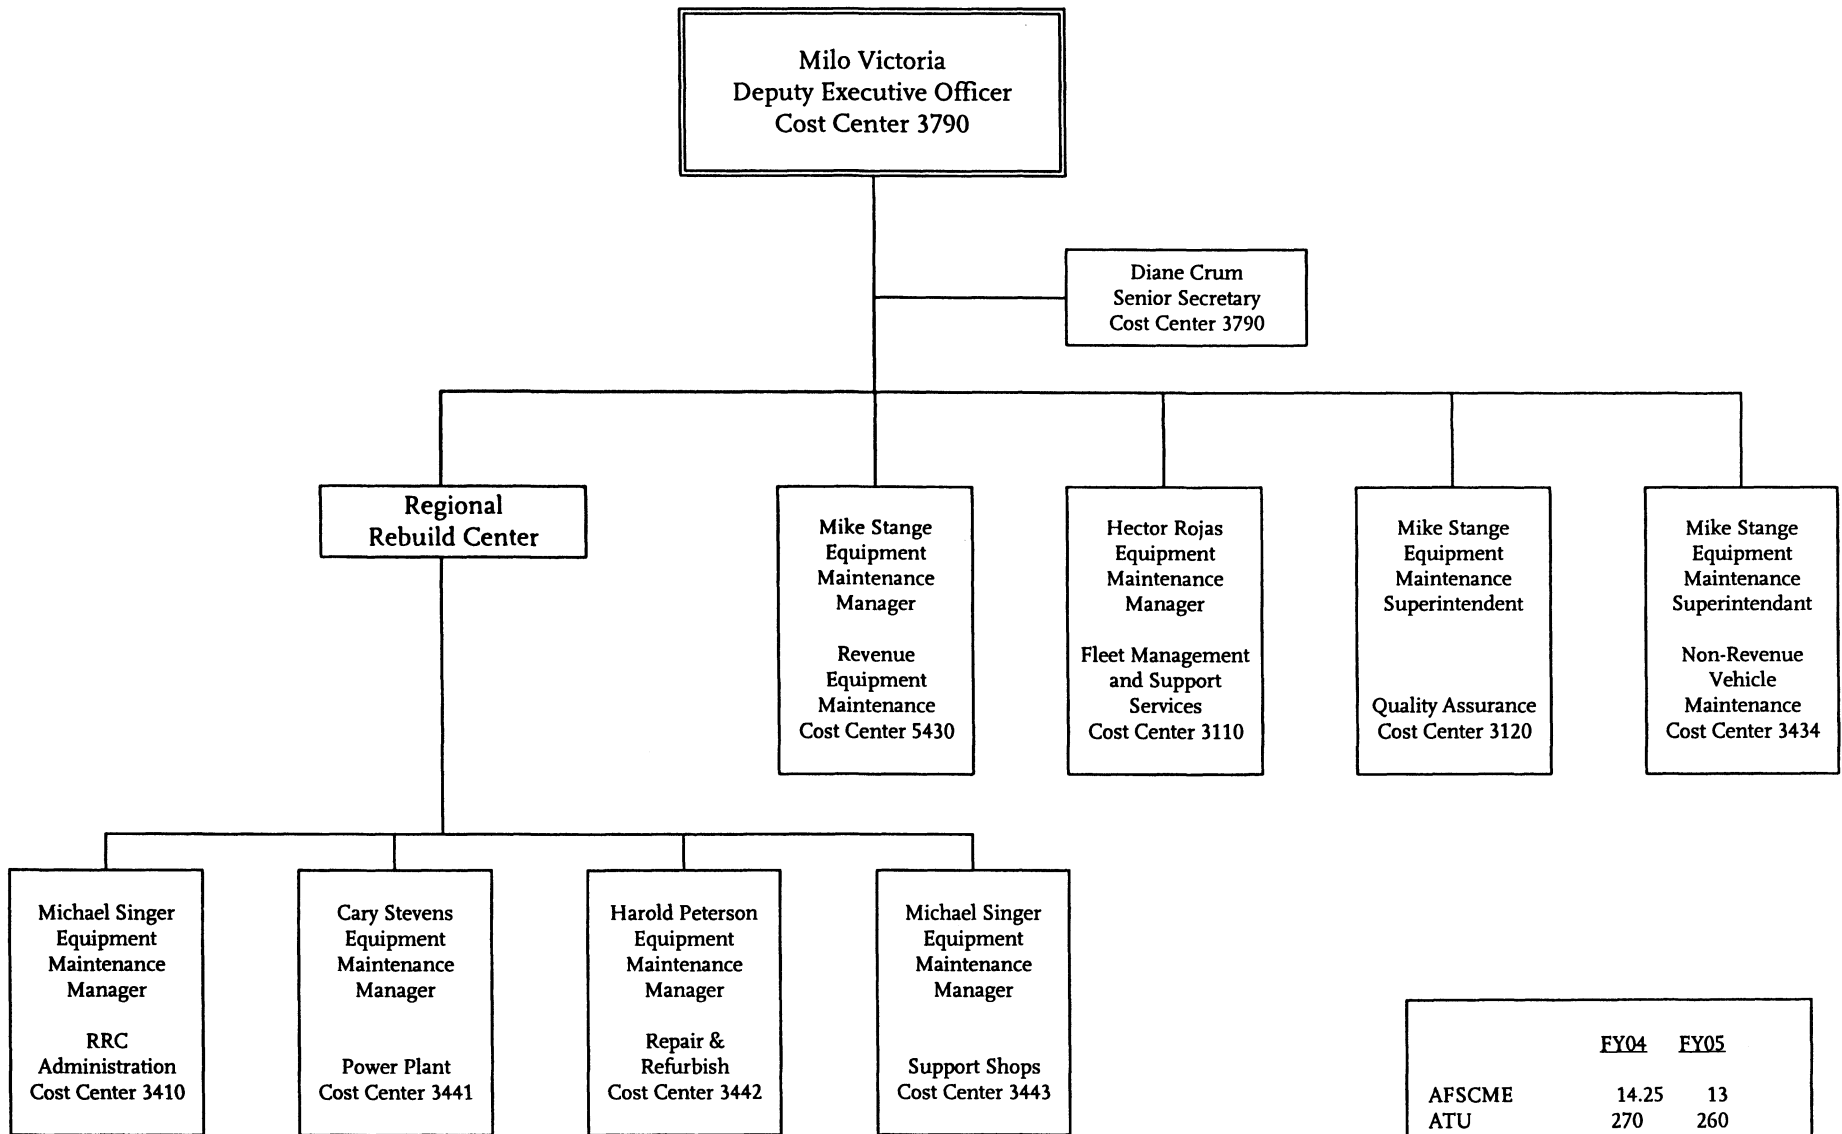 Milo Victoria
Deputy Executive Officer
Cost Center 3790
Diane Crum
Senior Secretary
Cost Center 3790
Regional
Rebuild Center
Mike Stange
Equipment
Maintenance
Manager
Revenue
Equipment
Maintenance
Cost Center 5430
Hector Rojas
Equipment
Maintenance
Manager
Fleet Management
and Support
Services
Cost Center 3110
Mike Stange
Equipment
Maintenance
Superintendent
Quality Assurance
Cost Center 3120
Mike Stange
Equipment
Maintenance
Superintendant
Non-Revenue
Vehicle
Maintenance
Cost Center 3434
Michael Singer
Equipment
Maintenance
Manager
RRC
Administration
Cost Center 3410
Cary Stevens
Equipment
Maintenance
Manager
Power Plant
Cost Center 3441
Harold Peterson
Equipment
Maintenance
Manager
Repair &
Refurbish
Cost Center 3442
Michael Singer
Equipment
Maintenance
Manager
Support Shops
Cost Center 3443
FY04 FY05
AFSCME 14.25 13
ATU 270 260